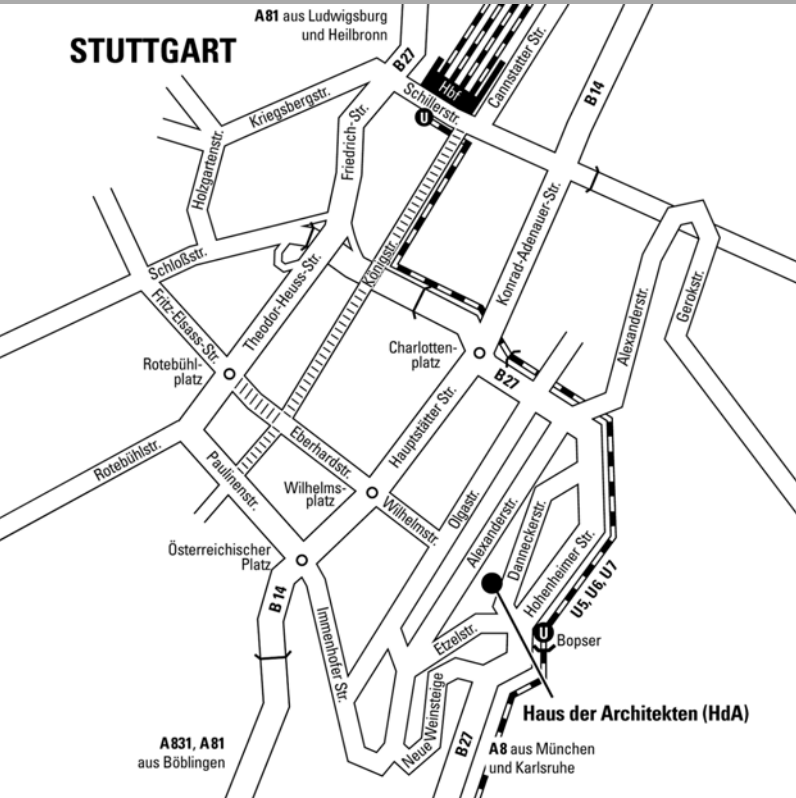 A81 aus Ludwigsburg
und Heilbronn
STUTTGART
B27
Hbf
Cannstatter Str.
B14
Kriegsbergstr.
Schillerstr.
U
Friedrich-Str.
Holzgartenstr.
Konrad-Adenauer-Str.
Schloßstr.
Königstr.
Theodor-Heuss-Str.
Fritz-Elsass-Str.
Alexanderstr.
Gerokstr.
Charlotten-
platz
Rotebühl-
platz
B27
Hauptstätter Str.
Eberhardstr.
Rotebühlstr.
Paulinenstr.
Wilhelms-
platz
Wilhelmstr.
Olgastr.
Alexanderstr.
Danneckerstr.
Hohenheimer Str.
Österreichischer
Platz
U5, U6, U7
B14
Immenhofer Str.
Etzelstr.
U
Bopser
Neue Weinsteige
Haus der Architekten (HdA)
B27
A831, A81
aus Böblingen
A8 aus München
und Karlsruhe